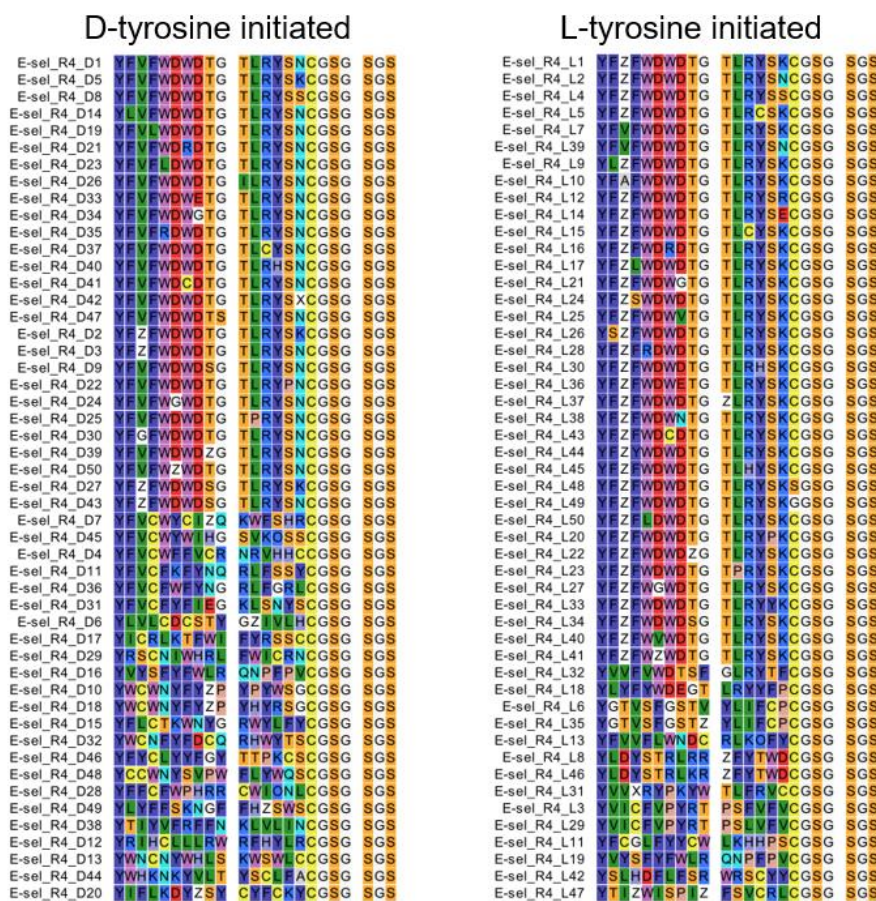 D-tyrosine initiated
E-sel_R4_D1 YFVFWDWDTG TLRYSNCGSG SGS
E-sel_R4_D5 YFVFWDWDTG TLRYSKCGSG SGS
E-sel_R4_D8 YFVFWDWDTG TLRYSSCGSG SGS
E-sel_R4_D14 YLVFWDWDTG TLRYSNCGSG SGS
E-sel_R4_D19 YFVLWDWDTG TLRYSNCGSG SGS
E-sel_R4_D21 YFVFWDRDTG TLRYSNCGSG SGS
E-sel_R4_D23 YFVFLDWDTG TLRYSNCGSG SGS
E-sel_R4_D26 YFVFWDWDTG ILRYSNCGSG SGS
E-sel_R4_D33 YFVFWDWETG TLRYSNCGSG SGS
E-sel_R4_D34 YFVFWDWGTG TLRYSNCGSG SGS
E-sel_R4_D35 YFVFRDWDTG TLRYSNCGSG SGS
E-sel_R4_D37 YFVFWDWDTG TLCYSNCGSG SGS
E-sel_R4_D40 YFVFWDWDTG TLRHSNCGSG SGS
E-sel_R4_D41 YFVFWDCDTG TLRYSNCGSG SGS
E-sel_R4_D42 YFVFWDWDTG TLRYSXCGSG SGS
E-sel_R4_D47 YFVFWDWDTS TLRYSNCGSG SGS
E-sel_R4_D2 YFZFWDWDTG TLRYSKCGSG SGS
E-sel_R4_D3 YFZFWDWDTG TLRYSNCGSG SGS
E-sel_R4_D9 YFVFWDWDSG TLRYSNCGSG SGS
E-sel_R4_D22 YFVFWDWDTG TLRYPNCGSG SGS
E-sel_R4_D24 YFVFWGWDTG TLRYSNCGSG SGS
E-sel_R4_D25 YFVFWDWDTG TPRYSNCGSG SGS
E-sel_R4_D30 YFGFWDWDTG TLRYSNCGSG SGS
E-sel_R4_D39 YFVFWDWDZG TLRYSNCGSG SGS
E-sel_R4_D50 YFVFWZWDTG TLRYSNCGSG SGS
E-sel_R4_D27 YFZFWDWDSG TLRYSKCGSG SGS
E-sel_R4_D43 YFZFWDWDSG TLRYSNCGSG SGS
E-sel_R4_D7 YFVCWYCIZQ KWFSHRCGSG SGS
E-sel_R4_D45 YFVCWYWIHG SVKOSSCGSG SGS
E-sel_R4_D4 YFVCWFFVCR NRVHHCCGSG SGS
E-sel_R4_D11 YFVCFKFYNQ RLFSSYCGSG SGS
E-sel_R4_D36 YFVCFWFYNG RLFGRLCGSG SGS
E-sel_R4_D31 YFVCFYFIEG KLSNYSCGSG SGS
E-sel_R4_D6 YLVLCDCSTY GZIVLHCGSG SGS
E-sel_R4_D17 YICRLKTFWI FYRSSCCGSG SGS
E-sel_R4_D29 YRSCNIWHRL FWICRNCGSG SGS
E-sel_R4_D16 YVYSFYFWLR QNPFPVCGSG SGS
E-sel_R4_D10 YWCWNYFYZP YPYWSGCGSG SGS
E-sel_R4_D18 YWCWNYFYZP YHYRSGCGSG SGS
E-sel_R4_D15 YFLCTKWNYG RWYLFYCGSG SGS
E-sel_R4_D32 YWCNFYFDCQ RHWYTSCGSG SGS
E-sel_R4_D46 YFYCLYYFGY TTPKCSCGSG SGS
E-sel_R4_D48 YCCWNYSVPW FLYWQSCGSG SGS
E-sel_R4_D28 YFFCFWPHRR CWIONLCGSG SGS
E-sel_R4_D49 YLYFFSKNGF FHZSWSCGSG SGS
E-sel_R4_D38 YTIYVFRFFN KLVLINCGSG SGS
E-sel_R4_D12 YRIHCLLLRW RFHYLRCGSG SGS
E-sel_R4_D13 YWNCNYWHLS KWSWLCCGSG SGS
E-sel_R4_D44 YWHKNKYVLT YSCLFACGSG SGS
E-sel_R4_D20 YIFLKDYZSY CYFCKYCGSG SGS
L-tyrosine initiated
E-sel_R4_L1 YFZFWDWDTG TLRYSKCGSG SGS
E-sel_R4_L2 YFZFWDWDTG TLRYSNCGSG SGS
E-sel_R4_L4 YFZFWDWDTG TLRYSSCGSG SGS
E-sel_R4_L5 YFZFWDWDTG TLRCSKCGSG SGS
E-sel_R4_L7 YFVFWDWDTG TLRYSKCGSG SGS
E-sel_R4_L39 YFVFWDWDTG TLRYSNCGSG SGS
E-sel_R4_L9 YLZFWDWDTG TLRYSKCGSG SGS
E-sel_R4_L10 YFAFWDWDTG TLRYSKCGSG SGS
E-sel_R4_L12 YFZFWDWDTG TLRYSRCGSG SGS
E-sel_R4_L14 YFZFWDWDTG TLRYSECGSG SGS
E-sel_R4_L15 YFZFWDWDTG TLCYSKCGSG SGS
E-sel_R4_L16 YFZFWDRDTG TLRYSKCGSG SGS
E-sel_R4_L17 YFZLWDWDTG TLRYSKCGSG SGS
E-sel_R4_L21 YFZFWDWGTG TLRYSKCGSG SGS
E-sel_R4_L24 YFZSWDWDTG TLRYSKCGSG SGS
E-sel_R4_L25 YFZFWDWVTG TLRYSKCGSG SGS
E-sel_R4_L26 YSZFWDWDTG TLRYSKCGSG SGS
E-sel_R4_L28 YFZFRDWDTG TLRYSKCGSG SGS
E-sel_R4_L30 YFZFWDWDTG TLRHSKCGSG SGS
E-sel_R4_L36 YFZFWDWETG TLRYSKCGSG SGS
E-sel_R4_L37 YFZFWDWDTG ZLRYSKCGSG SGS
E-sel_R4_L38 YFZFWDWNTG TLRYSKCGSG SGS
E-sel_R4_L43 YFZFWDCDTG TLRYSKCGSG SGS
E-sel_R4_L44 YFZYWDWDTG TLRYSKCGSG SGS
E-sel_R4_L45 YFZFWDWDTG TLHYSKCGSG SGS
E-sel_R4_L48 YFZFWDWDTG TLRYSKSGSG SGS
E-sel_R4_L49 YFZFWDWDTG TLRYSKGGSG SGS
E-sel_R4_L50 YFZFLDWDTG TLRYSKCGSG SGS
E-sel_R4_L20 YFZFWDWDTG TLRYPKCGSG SGS
E-sel_R4_L22 YFZFWDWDZG TLRYSKCGSG SGS
E-sel_R4_L23 YFZFWDWDTG TPRYSKCGSG SGS
E-sel_R4_L27 YFZFWGWDTG TLRYSKCGSG SGS
E-sel_R4_L33 YFZFWDWDTG TLRYYKCGSG SGS
E-sel_R4_L34 YFZFWDWDSG TLRYSKCGSG SGS
E-sel_R4_L40 YFZFWVWDTG TLRYSKCGSG SGS
E-sel_R4_L41 YFZFWZWDTG TLRYSKCGSG SGS
E-sel_R4_L32 YVVFVWDTSF GLRYTFCGSG SGS
E-sel_R4_L18 YLYFYWDEGT LRYYFPCGSG SGS
E-sel_R4_L6 YGTVSFGSTV YLIFCPCGSG SGS
E-sel_R4_L35 YGTVSFGSTZ YLIFCPCGSG SGS
E-sel_R4_L13 YFVVFLWNDC RLKOFYCGSG SGS
E-sel_R4_L8 YLDYSTRLRR ZFYTWDCGSG SGS
E-sel_R4_L46 YLDYSTRLKR ZFYTWDCGSG SGS
E-sel_R4_L31 YVVXRYPKYW TLFRVCCGSG SGS
E-sel_R4_L3 YVICFVPYRT PSFVFVCGSG SGS
E-sel_R4_L29 YVICFVPYRT PSLVFVCGSG SGS
E-sel_R4_L11 YFCGLFYYCW LKHHPSCGSG SGS
E-sel_R4_L19 YVYSFYFWLR QNPFPVCGSG SGS
E-sel_R4_L42 YSLHDFLFSR WRSCYYCGSG SGS
E-sel_R4_L47 YTIZWISPIZ FSVCRLCGSG SGS